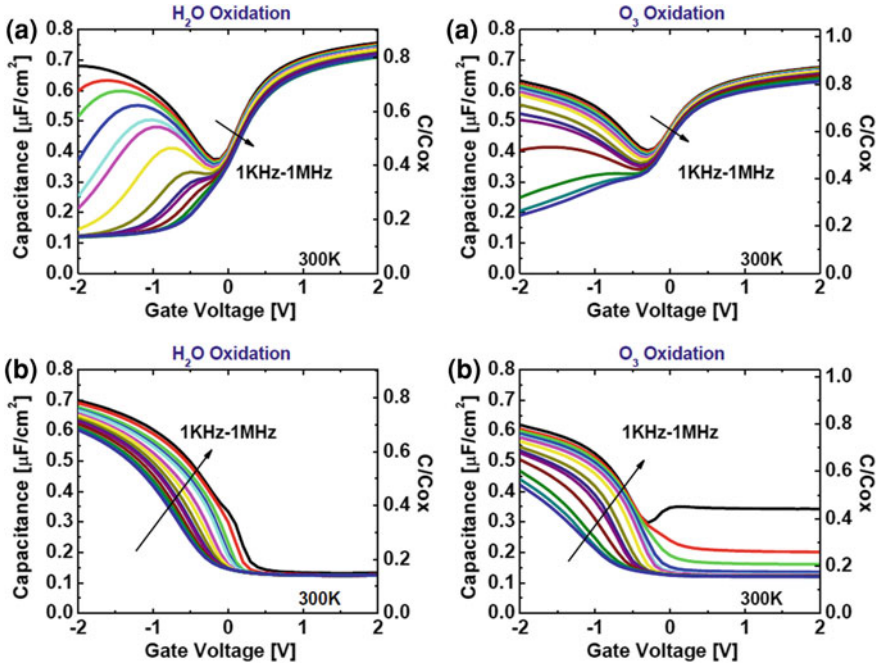 H2O Oxidation
(a)
Capacitance [μF/cm²]
0.8
0.7
0.6
0.5
0.4
0.3
0.2
0.1
0.0
1KHz-1MHz
300K
0.8
0.6
0.4
0.2
0.0
C/Cox
-2 -1 0 1 2
Gate Voltage [V]
O3 Oxidation
(a)
Capacitance [μF/cm²]
0.8
0.7
0.6
0.5
0.4
0.3
0.2
0.1
0.0
1KHz-1MHz
300K
1.0
0.8
0.6
0.4
0.2
0.0
C/Cox
-2 -1 0 1 2
Gate Voltage [V]
H2O Oxidation
(b)
Capacitance [μF/cm²]
0.8
0.7
0.6
0.5
0.4
0.3
0.2
0.1
0.0
1KHz-1MHz
300K
0.8
0.6
0.4
0.2
0.0
C/Cox
-2 -1 0 1 2
Gate Voltage [V]
O3 Oxidation
(b)
Capacitance [μF/cm²]
0.8
0.7
0.6
0.5
0.4
0.3
0.2
0.1
0.0
1KHz-1MHz
300K
1.0
0.8
0.6
0.4
0.2
0.0
C/Cox
-2 -1 0 1 2
Gate Voltage [V]